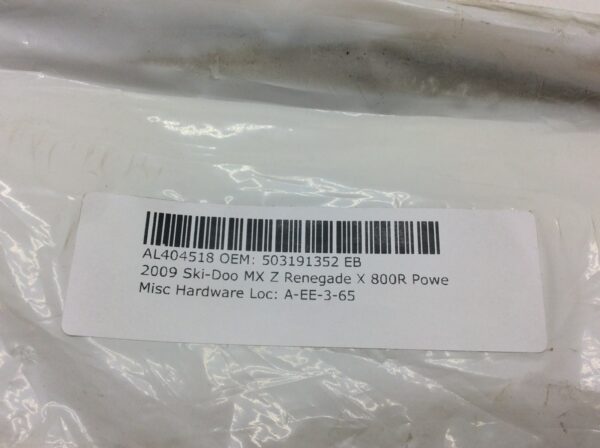 AL404518 OEM: 503191352 EB
2009 Ski-Doo MX Z Renegade X 800R Powe
Misc Hardware Loc: A-EE-3-65